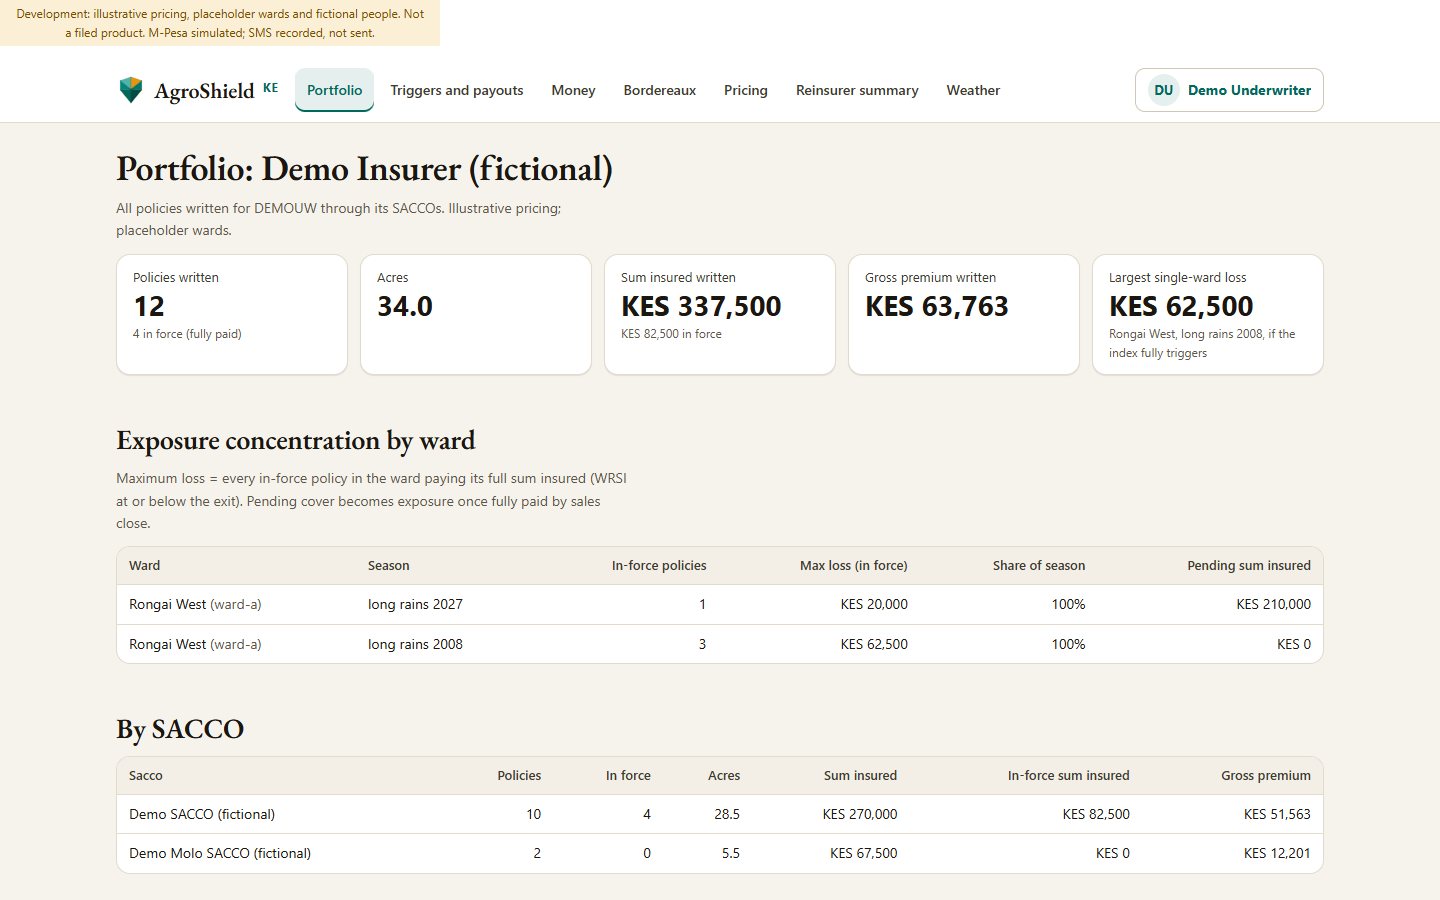 Development: illustrative pricing, placeholder wards and fictional people. Not
a filed product. M-Pesa simulated; SMS recorded, not sent.
AgroShield KE Portfolio Triggers and payouts Money Bordereaux Pricing Reinsurer summary Weather DU Demo Underwriter
Portfolio: Demo Insurer (fictional)
All policies written for DEMOUW through its SACCOs. Illustrative pricing;
placeholder wards.
Policies written
12
4 in force (fully paid)
Acres
34.0
Sum insured written
KES 337,500
KES 82,500 in force
Gross premium written
KES 63,763
Largest single-ward loss
KES 62,500
Rongai West, long rains 2008, if the
index fully triggers
Exposure concentration by ward
Maximum loss = every in-force policy in the ward paying its full sum insured (WRSI
at or below the exit). Pending cover becomes exposure once fully paid by sales
close.
Ward Season In-force policies Max loss (in force) Share of season Pending sum insured
Rongai West (ward-a) long rains 2027 1 KES 20,000 100% KES 210,000
Rongai West (ward-a) long rains 2008 3 KES 62,500 100% KES 0
By SACCO
Sacco Policies In force Acres Sum insured In-force sum insured Gross premium
Demo SACCO (fictional) 10 4 28.5 KES 270,000 KES 82,500 KES 51,563
Demo Molo SACCO (fictional) 2 0 5.5 KES 67,500 KES 0 KES 12,201